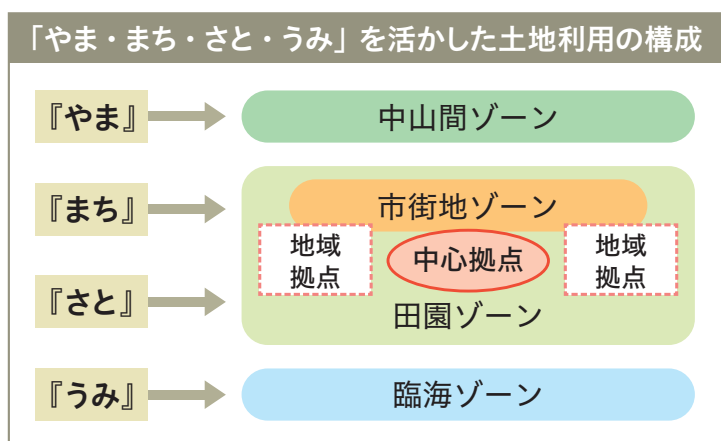 「やま・まち・さと・うみ」を活かした土地利用の構成
『やま』
中山間ゾーン
『まち』
市街地ゾーン
地域
拠点
中心拠点
地域
拠点
『さと』
田園ゾーン
『うみ』
臨海ゾーン